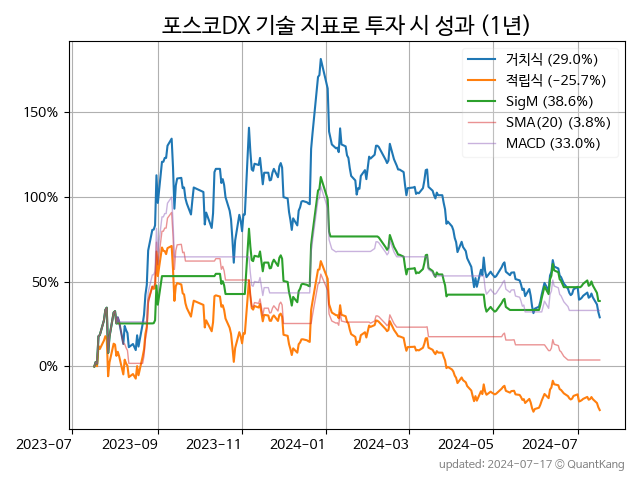 포스코DX 기술 지표로 투자 시 성과 (1년)
거치식 (29.0%)
적립식 (-25.7%)
SigM (38.6%)
SMA(20) (3.8%)
MACD (33.0%)
150%
100%
50%
0%
2023-07 2023-09 2023-11 2024-01 2024-03 2024-05 2024-07
updated: 2024-07-17 © QuantKang